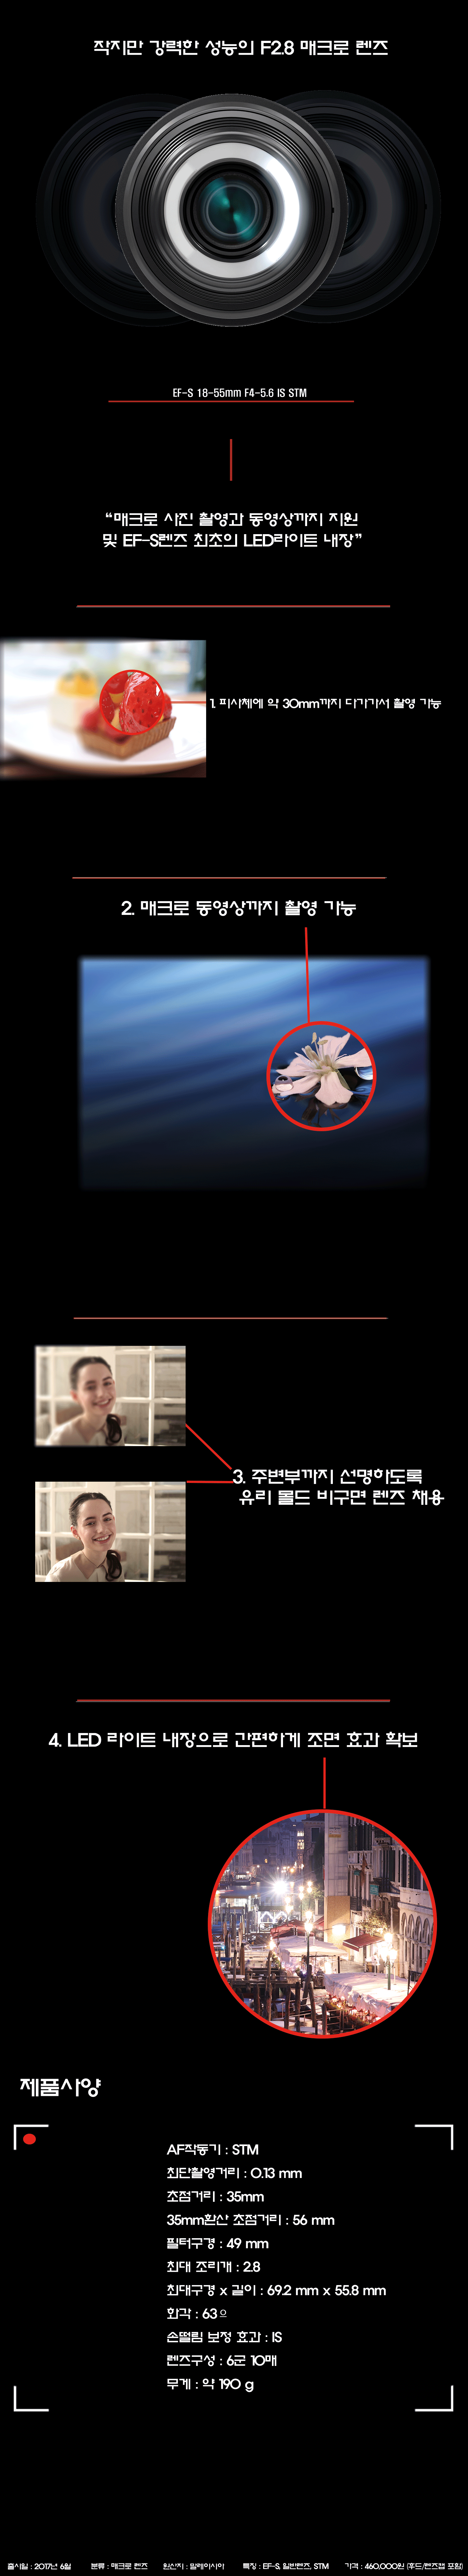 작지만 강력한 성능의 F2.8 매크로 렌즈
EF-S 18-55mm F4-5.6 IS STM
“매크로 사진 촬영과 동영상까지 지원
및 EF-S렌즈 최초의 LED라이트 내장”
1. 피사체에 약 30mm까지 다가가서 촬영 가능
2. 매크로 동영상까지 촬영 가능
3. 주변부까지 선명하도록
유리 몰드 비구면 렌즈 채용
4. LED 라이트 내장으로 간편하게 조면 효과 확보
제품사양
AF작동기 : STM
최단촬영거리 : 0.13 mm
초점거리 : 35mm
35mm환산 초점거리 : 56 mm
필터구경 : 49 mm
최대 조리개 : 2.8
최대구경 x 길이 : 69.2 mm x 55.8 mm
화각 : 63으
손떨림 보정 효과 : IS
렌즈구성 : 6군 10매
무게 : 약 190 g
출시일 : 2017년 6월 분류 : 매크로 렌즈 원산지 : 말레이시아 특징 : EF-S, 일반렌즈, STM 가격 : 460,000원 (후드/렌즈캡 포함)